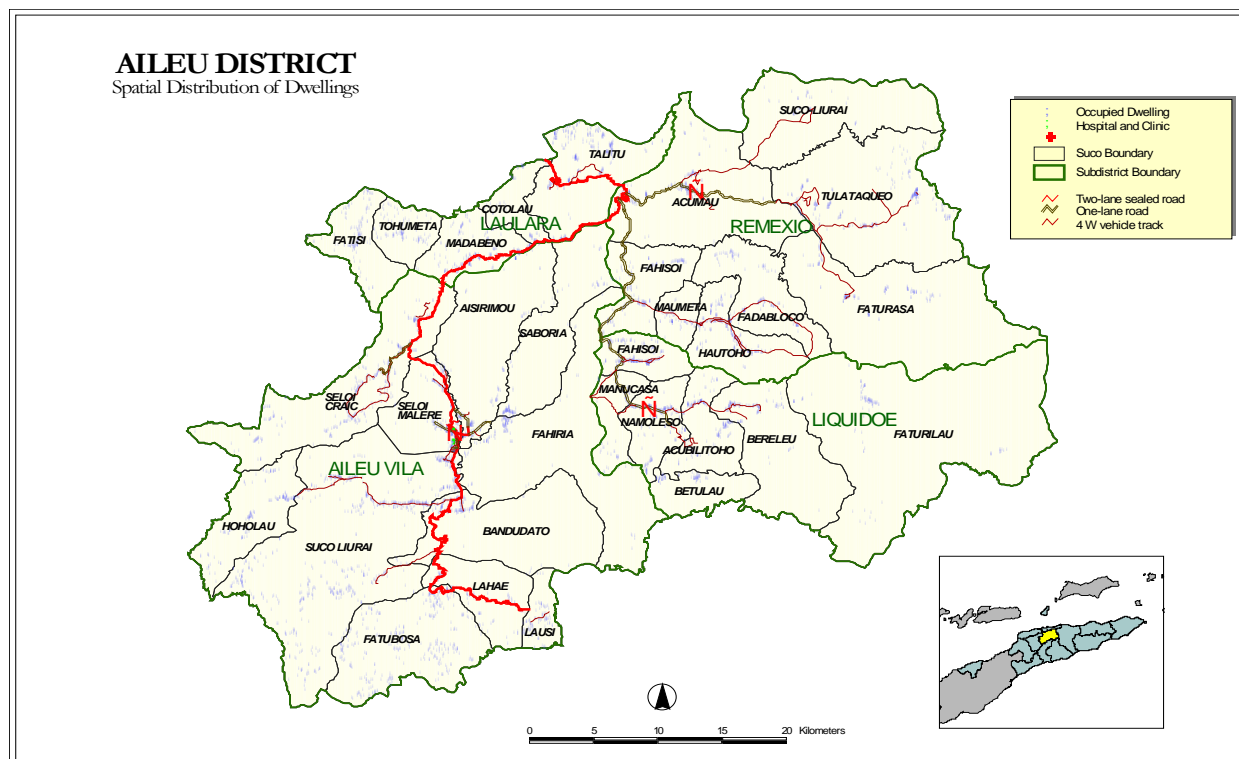 AILEU DISTRICT
Spatial Distribution of Dwellings
Occupied Dwelling
Hospital and Clinic
Suco Boundary
Subdistrict Boundary
Two-lane sealed road
One-lane road
4 W vehicle track
SUCO-LIURAI
TALITU
ACUMAU
Ñ
TULATAQUEO
COTOLAU
LAULARA
REMEXIO
TOHUMETA
FATISI
MADABENO
FAHISOI
AISIRIMOU
MAUMETA
FADABLOCO
FATURASA
SABORIA
FAHISOI
HAUTOHO
SELOI
CRAIC
SELOI
MALERE
MANUCASA
Ñ
NAMOLESO
LIQUIDOE
FAHIRIA
BERELEU
FATURILAU
ACUBILITOHO
AILEU VILA
BETULAU
HOHOLAU
BANDUDATO
SUCO LIURAI
LAHAE
FATUBOSA
LAUSI
0 5 10 15 20 Kilometers